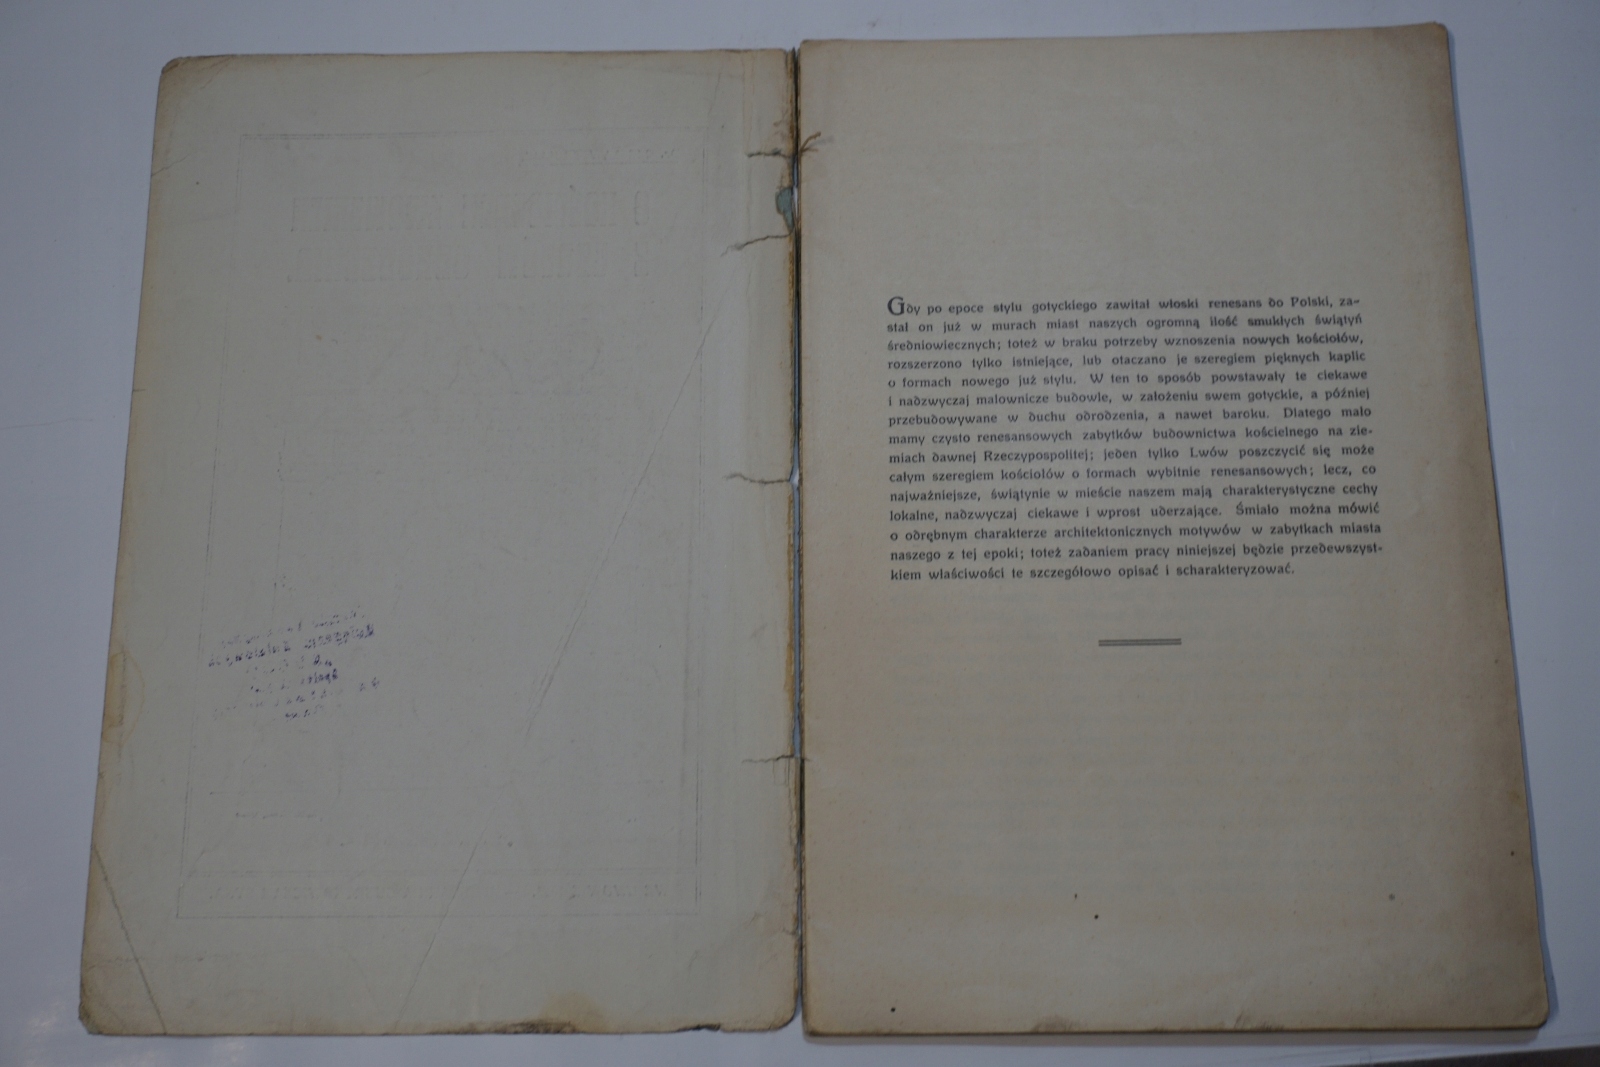 Gdy po epoce stylu gotyckiego zawitał włoski renesans do Polski, za-
stał on już w murach miast naszych ogromną ilość smukłych świątyń
średniowiecznych; toteż w braku potrzeby wznoszenia nowych kościołów,
rozszerzono tylko istniejące, lub otaczano je szeregiem pięknych kaplic
o formach nowego już stylu. W ten to sposób powstawały te ciekawe
i nadzwyczaj malownicze budowle, w założeniu swem gotyckie, a później
przebudowywane w duchu odrodzenia, a nawet baroku. Dlatego mało
mamy czysto renesansowych zabytków budownictwa kościelnego na zie-
miach dawnej Rzeczypospolitej; jeden tylko Lwów poszczycić się może
całym szeregiem kościołów o formach wybitnie renesansowych; lecz, co
najważniejsze, świątynie w mieście naszem mają charakterystyczne cechy
lokalne, nadzwyczaj ciekawe i wprost uderzające. Śmiało można mówić
o odrębnym charakterze architektonicznych motywów w zabytkach miasta
naszego z tej epoki; toteż zadaniem pracy niniejszej będzie przedewszyst-
kiem właściwości te szczegółowo opisać i scharakteryzować.